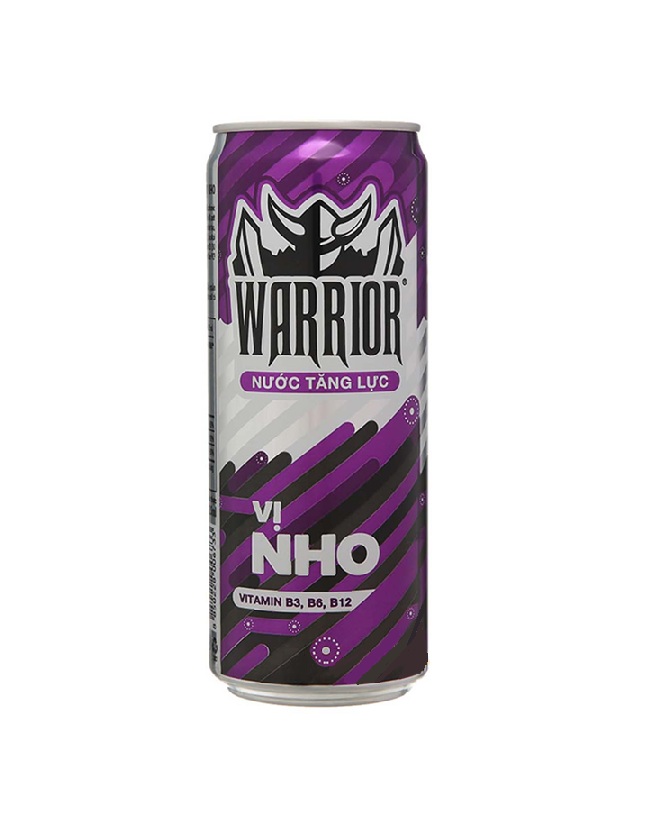 WARRIOR®
NƯỚC TĂNG LỰC
VỊ
NHO
VITAMIN B3, B6, B12